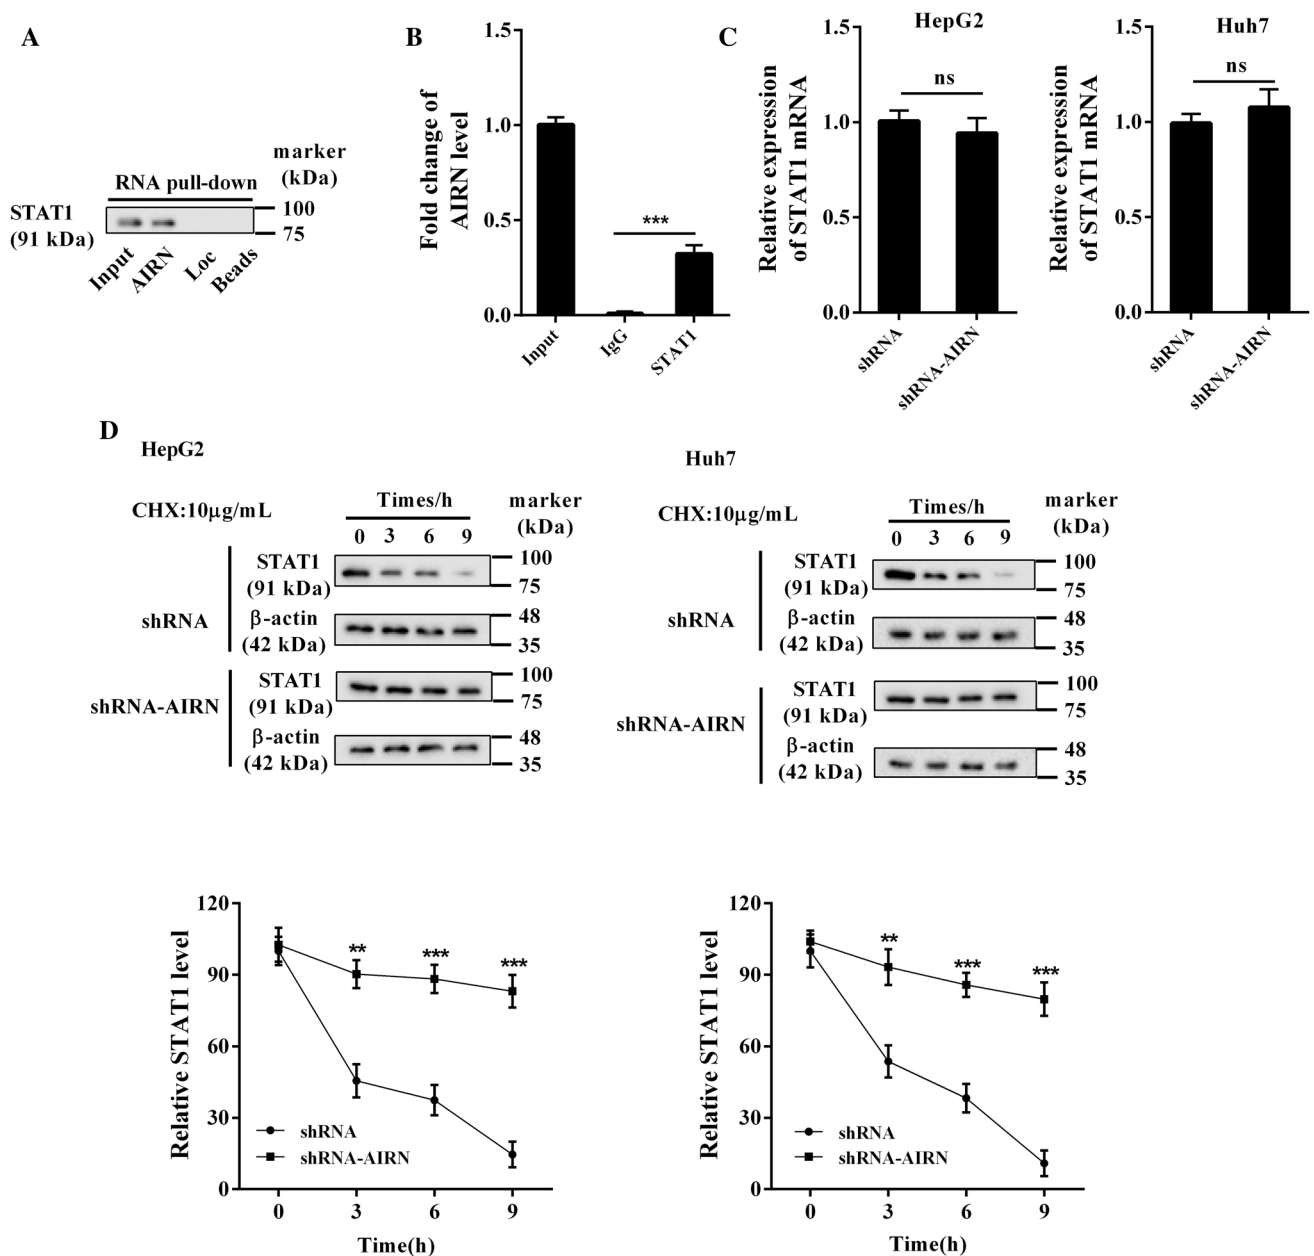 A
RNA pull-down
marker
(kDa)
STAT1
(91 kDa)
100
75
Input
AIRN
Loc
Beads
B
Fold change of
AIRN level
1.5
1.0
0.5
0.0
***
Input
IgG
STAT1
C
HepG2
Relative expression
of STAT1 mRNA
1.5
1.0
0.5
0.0
ns
shRNA
shRNA-AIRN
Huh7
Relative expression
of STAT1 mRNA
1.5
1.0
0.5
0.0
ns
shRNA
shRNA-AIRN
D
HepG2
CHX:10μg/mL
Times/h
0 3 6 9
marker
(kDa)
shRNA
STAT1
(91 kDa)
100
75
β-actin
(42 kDa)
48
35
shRNA-AIRN
STAT1
(91 kDa)
100
75
β-actin
(42 kDa)
48
35
Huh7
CHX:10μg/mL
Times/h
0 3 6 9
marker
(kDa)
shRNA
STAT1
(91 kDa)
100
75
β-actin
(42 kDa)
48
35
shRNA-AIRN
STAT1
(91 kDa)
100
75
β-actin
(42 kDa)
48
35
Relative STAT1 level
120
90
60
30
0
** *** ***
shRNA
shRNA-AIRN
0 3 6 9
Time(h)
Relative STAT1 level
120
90
60
30
0
** *** ***
shRNA
shRNA-AIRN
0 3 6 9
Time(h)